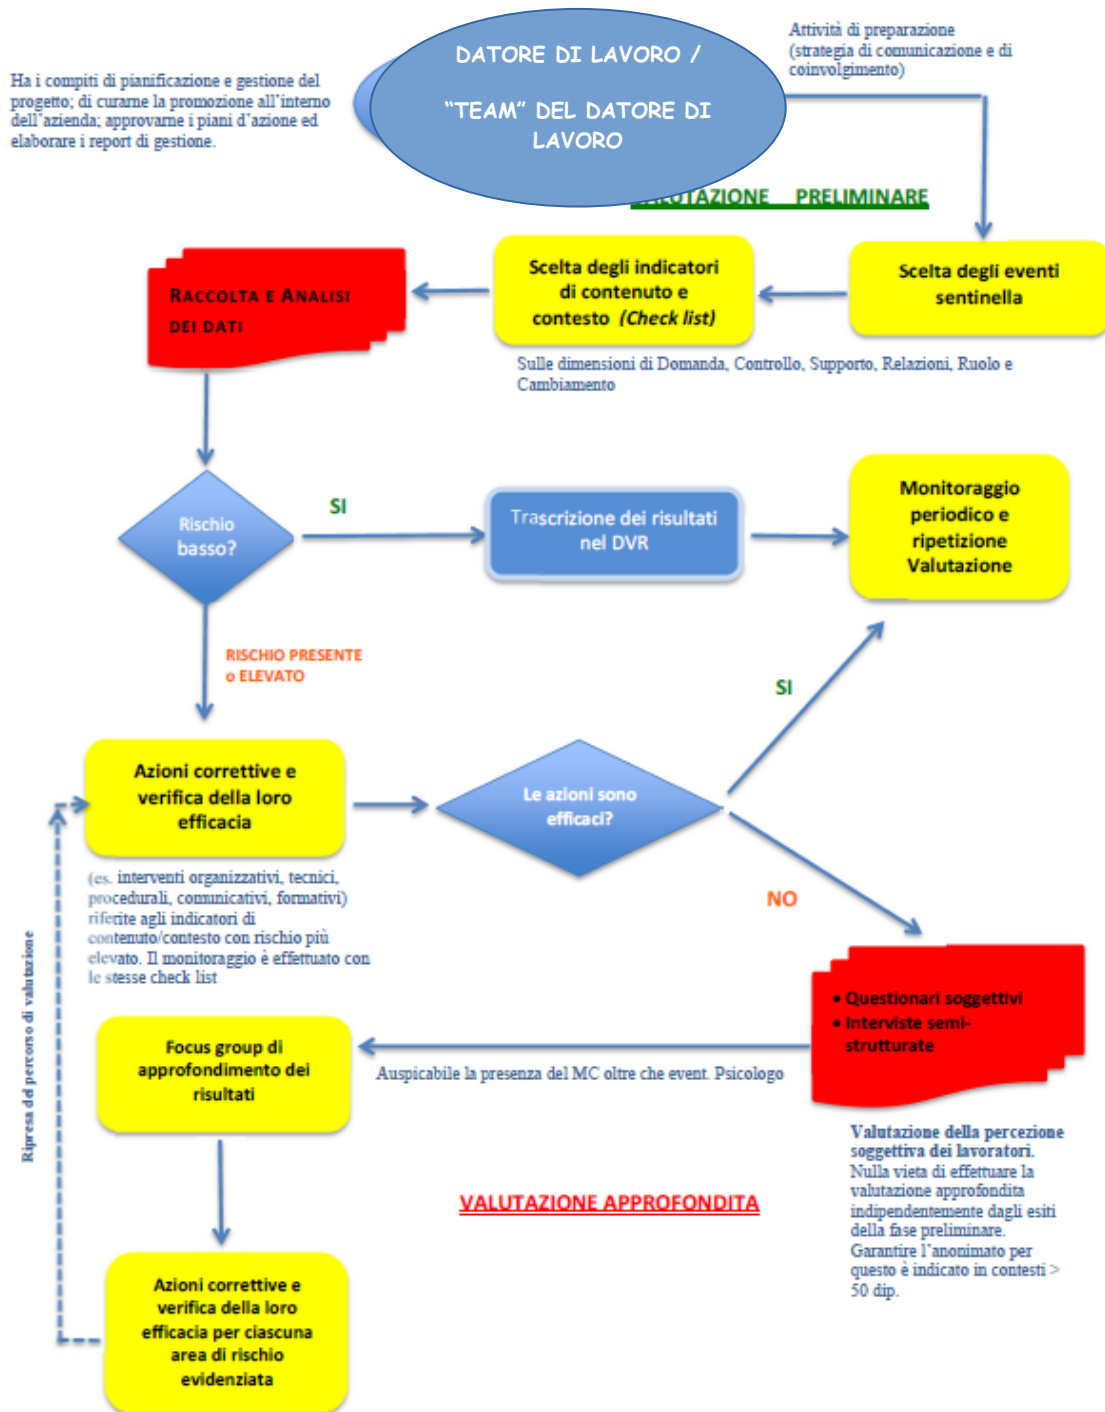 DATORE DI LAVORO /
“TEAM” DEL DATORE DI
LAVORO
Attività di preparazione
(strategia di comunicazione e di
coinvolgimento)
Ha i compiti di pianificazione e gestione del
progetto; di curarne la promozione all’interno
dell’azienda; approvarne i piani d’azione ed
elaborare i report di gestione.
VALUTAZIONE PRELIMINARE
Scelta degli eventi
sentinella
Scelta degli indicatori
di contenuto e
contesto (Check list)
RACCOLTA E ANALISI
DEI DATI
Sulle dimensioni di Domanda, Controllo, Supporto, Relazioni, Ruolo e
Cambiamento
Rischio
basso?
SI
Trascrizione dei risultati
nel DVR
Monitoraggio
periodico e
ripetizione
Valutazione
RISCHIO PRESENTE
o ELEVATO
Azioni correttive e
verifica della loro
efficacia
Le azioni sono
efficaci?
SI
NO
(es. interventi organizzativi, tecnici,
procedurali, comunicativi, formativi)
riferite agli indicatori di
contenuto/contesto con rischio più
elevato. Il monitoraggio è effettuato con
le stesse check list
• Questionari soggettivi
• Interviste semi-
strutturate
Auspicabile la presenza del MC oltre che event. Psicologo
Focus group di
approfondimento dei
risultati
Valutazione della percezione
soggettiva dei lavoratori.
Nulla vieta di effettuare la
valutazione approfondita
indipendentemente dagli esiti
della fase preliminare.
Garantire l’anonimato per
questo è indicato in contesti >
50 dip.
VALUTAZIONE APPROFONDITA
Azioni correttive e
verifica della loro
efficacia per ciascuna
area di rischio
evidenziata
Ripresa del percorso di valutazione